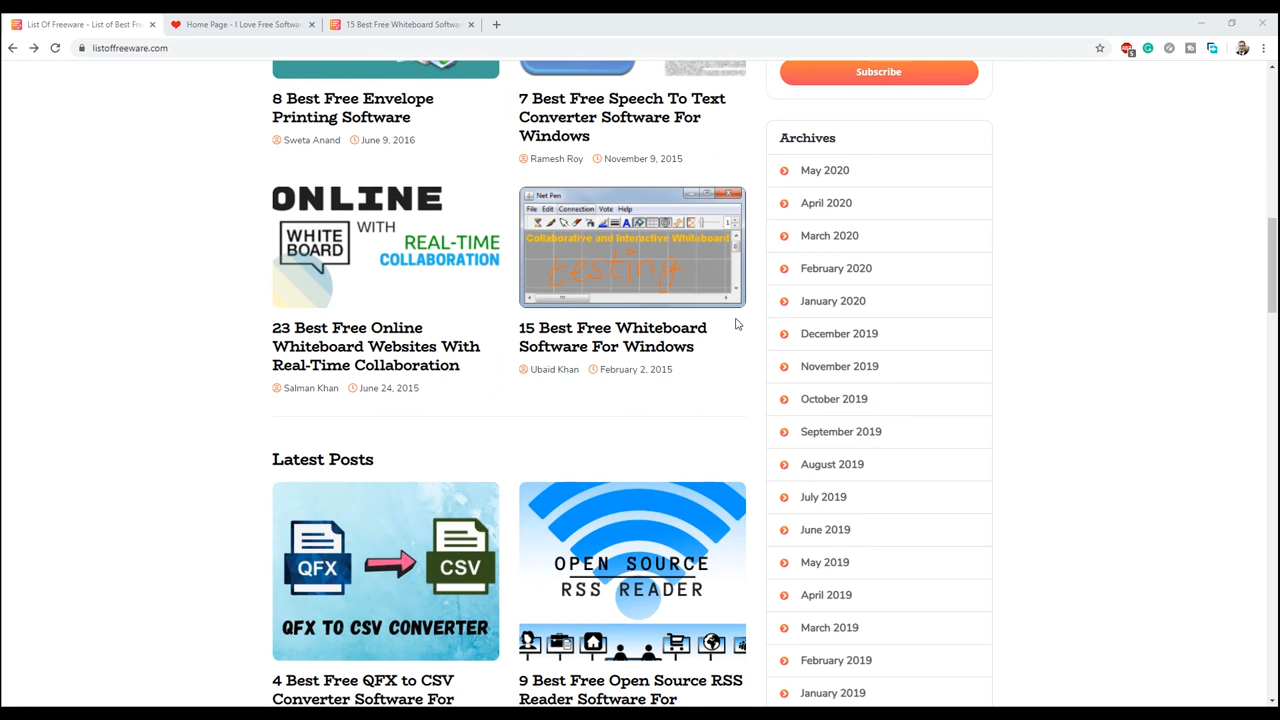 List Of Freeware - List of Best Fre
Home Page - I Love Free Softwa
15 Best Free Whiteboard Softwa
listoffreeware.com
Subscribe
8 Best Free Envelope
Printing Software
Sweta Anand June 9, 2016
7 Best Free Speech To Text
Converter Software For
Windows
Ramesh Roy November 9, 2015
ONLINE
WHITE
BOARD
WITH
REAL-TIME
COLLABORATION
23 Best Free Online
Whiteboard Websites With
Real-Time Collaboration
Salman Khan June 24, 2015
Net Pen
File Edit Connection Vote Help
Collaborative and Interactive Whiteboard
testing
15 Best Free Whiteboard
Software For Windows
Ubaid Khan February 2, 2015
Latest Posts
QFX
CSV
QFX TO CSV CONVERTER
4 Best Free QFX to CSV
Converter Software For
OPEN SOURCE
RSS READER
9 Best Free Open Source RSS
Reader Software For
Archives
May 2020
April 2020
March 2020
February 2020
January 2020
December 2019
November 2019
October 2019
September 2019
August 2019
July 2019
June 2019
May 2019
April 2019
March 2019
February 2019
January 2019